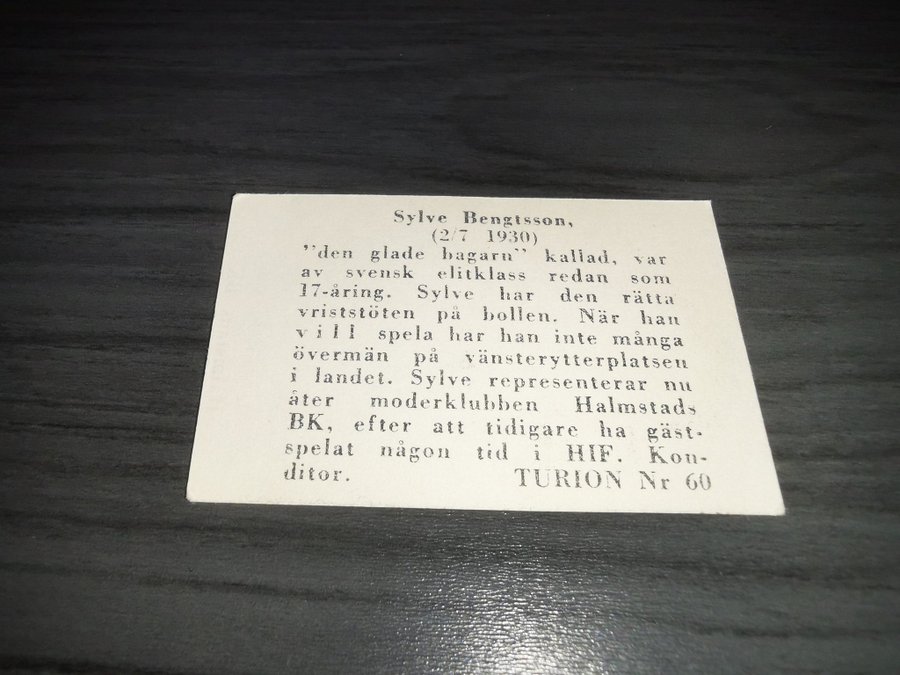 Sylve Bengtsson,
(2/7 1930)
"den glade bagarn" kallad, var
av svensk elitklass redan som
17-åring. Sylve har den rätta
vriststöten på bollen. När han
vill spela har han inte många
övermän på vänsterytterplatsen
i landet. Sylve representerar nu
åter moderklubben Halmstads
BK, efter att tidigare ha gäst-
spelat någon tid i HIF. Kon-
ditor. TURION Nr 60